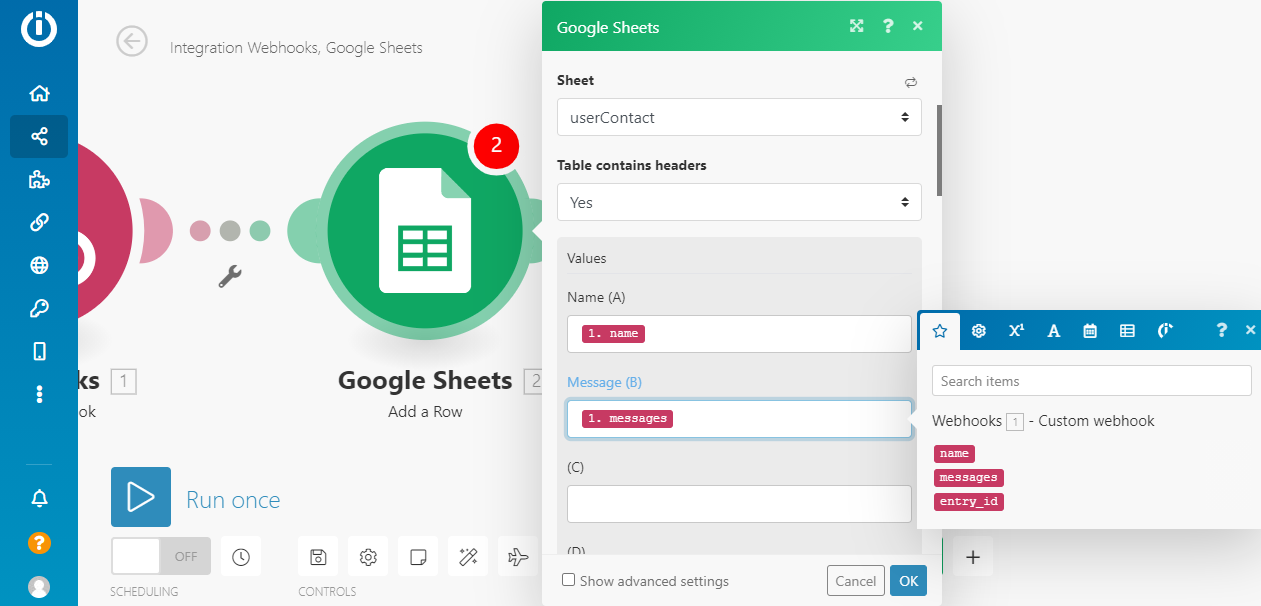 Integration Webhooks, Google Sheets
2
ks 1
ok
Google Sheets 2
Add a Row
Run once
OFF
SCHEDULING
CONTROLS
Google Sheets
?
Sheet
userContact
Table contains headers
Yes
Values
Name (A)
1. name
Message (B)
1. messages
(C)
(D)
Show advanced settings
Cancel
OK
X¹
A
?
Search items
Webhooks 1 - Custom webhook
name
messages
entry_id
?